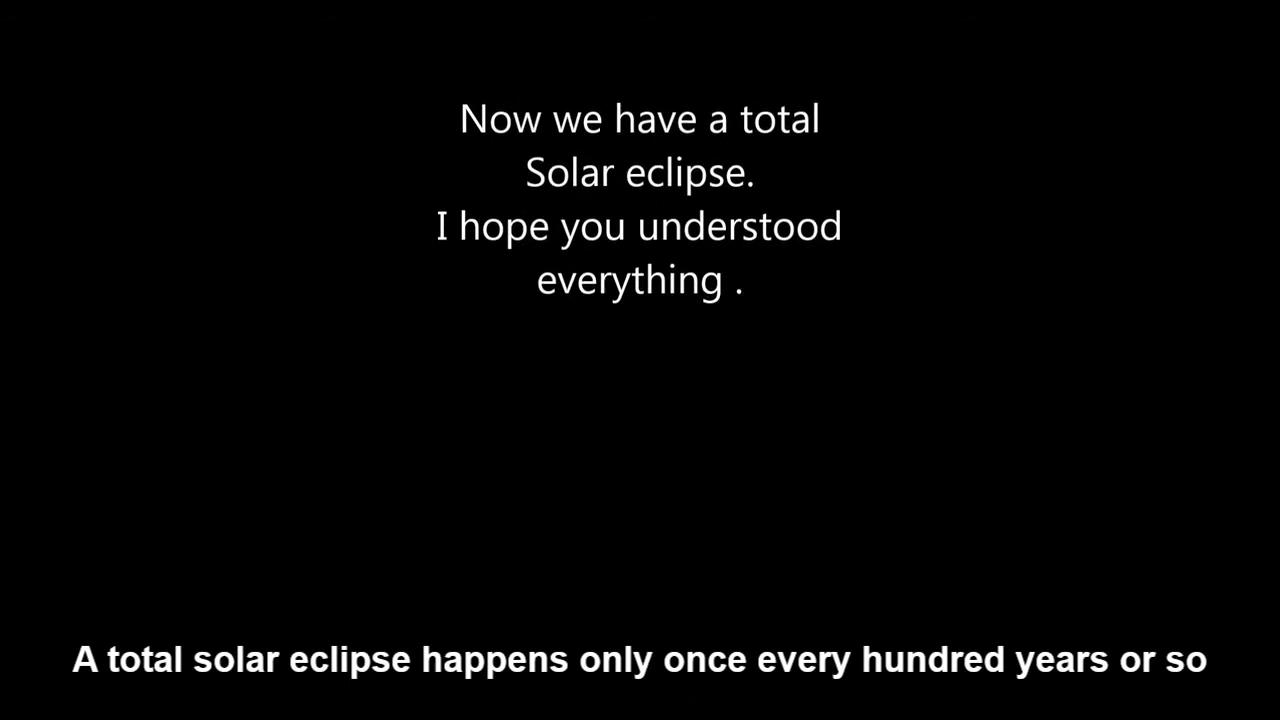 Now we have a total
Solar eclipse.
I hope you understood
everything .
A total solar eclipse happens only once every hundred years or so